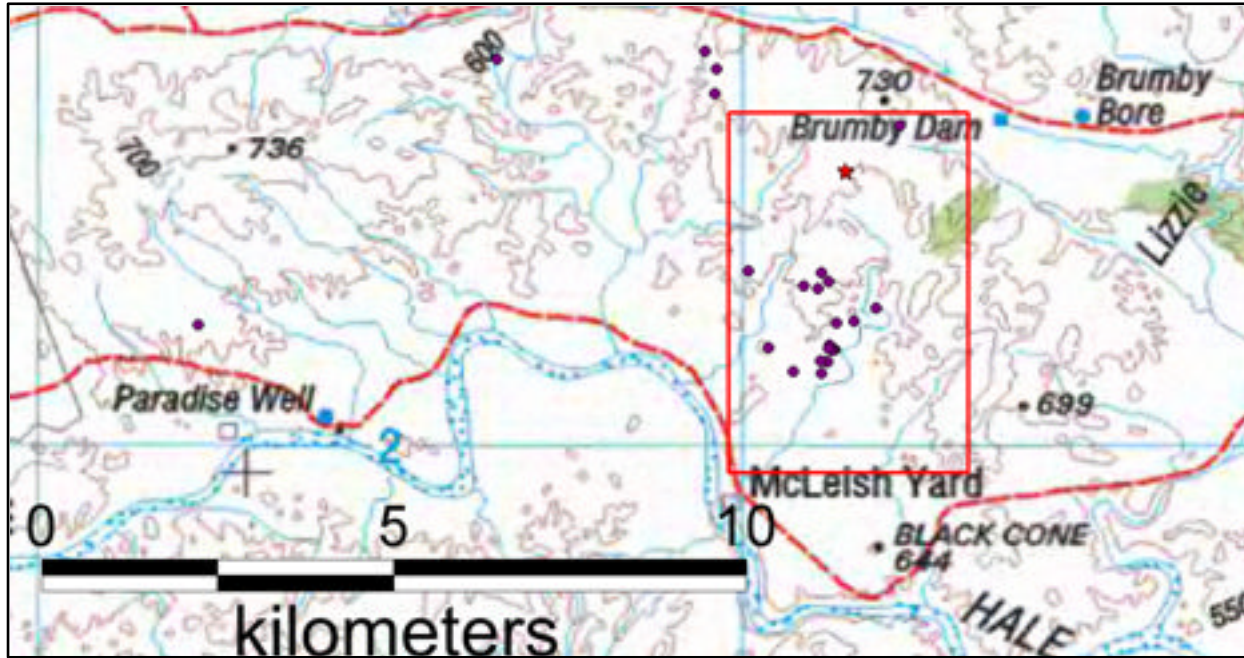 600
730
Brumby
Bore
Brumby Dam
736
700
Lizzie
Paradise Well
699
2
McLeish Yard
0
5
10
BLACK CONE
644
HALE
550
kilometers